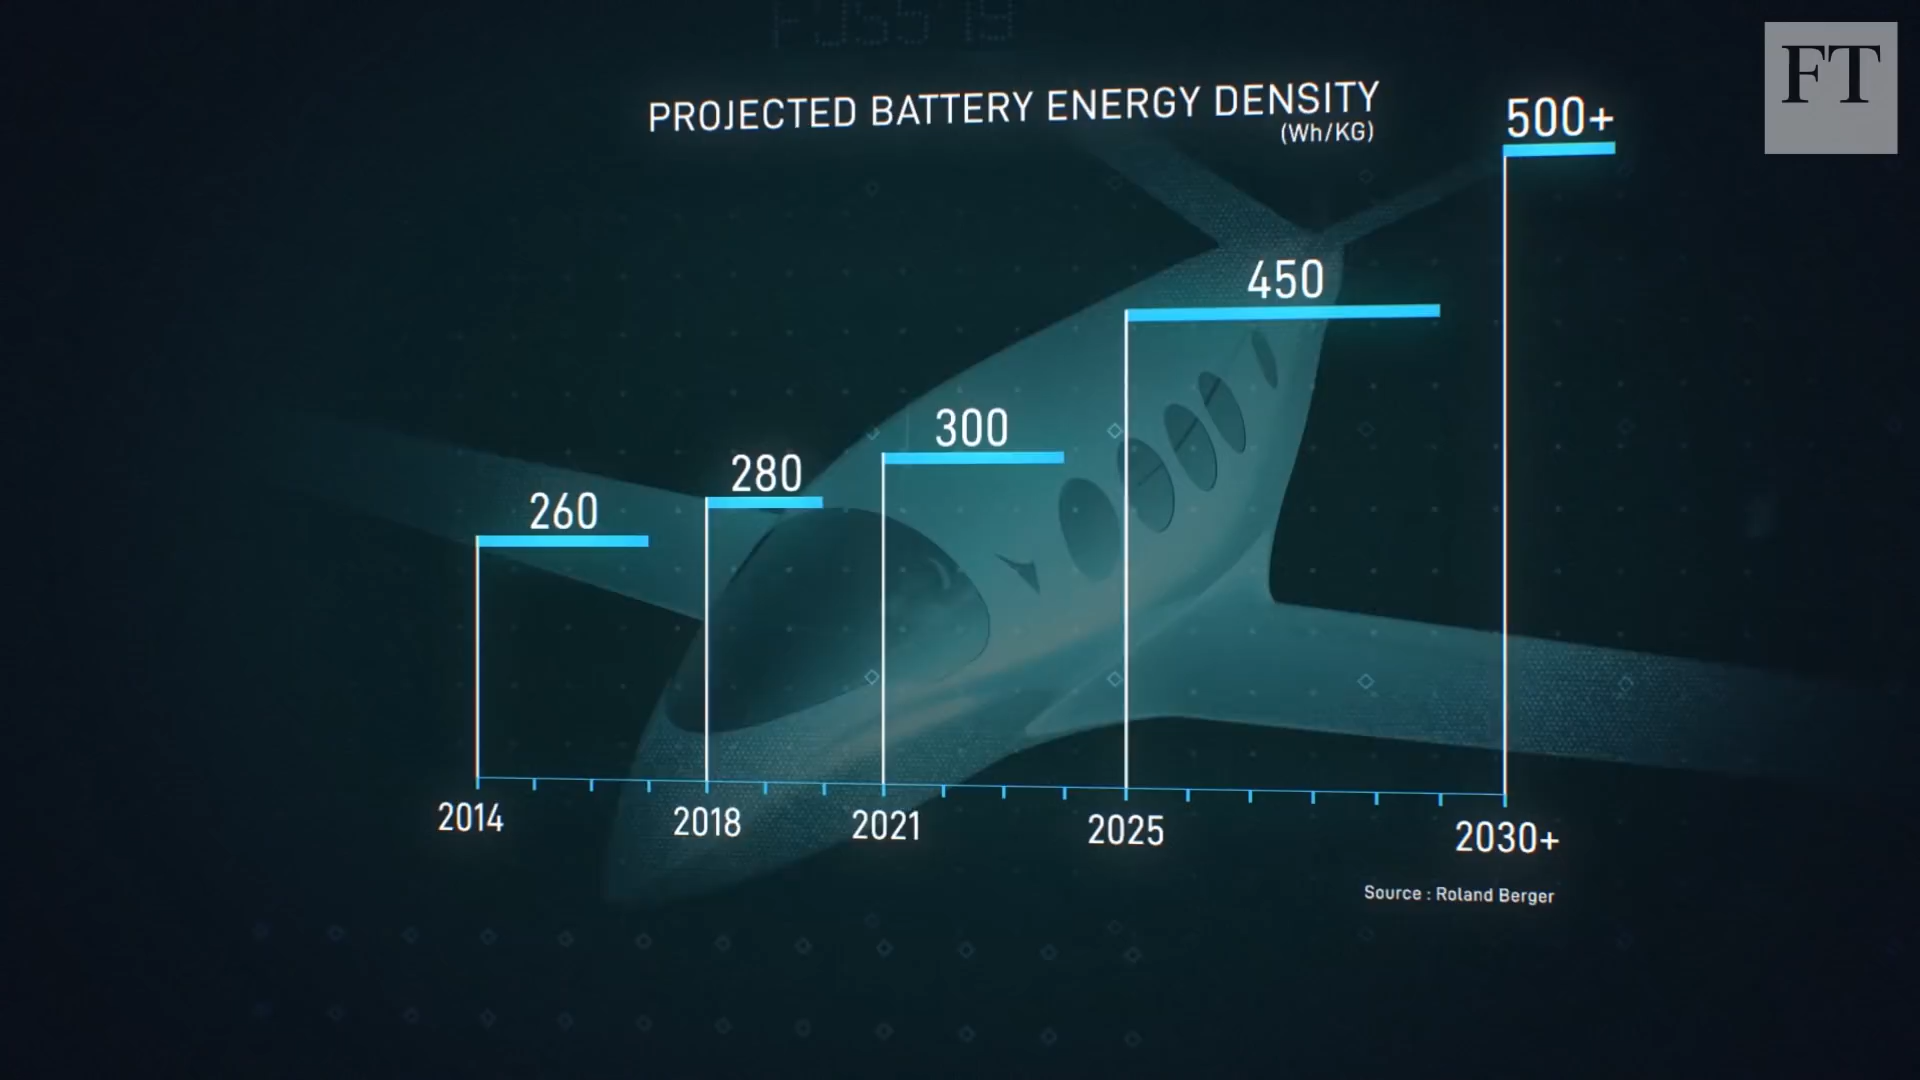 FT
PROJECTED BATTERY ENERGY DENSITY
(Wh/KG)
500+
450
300
280
260
2014
2018
2021
2025
2030+
Source : Roland Berger